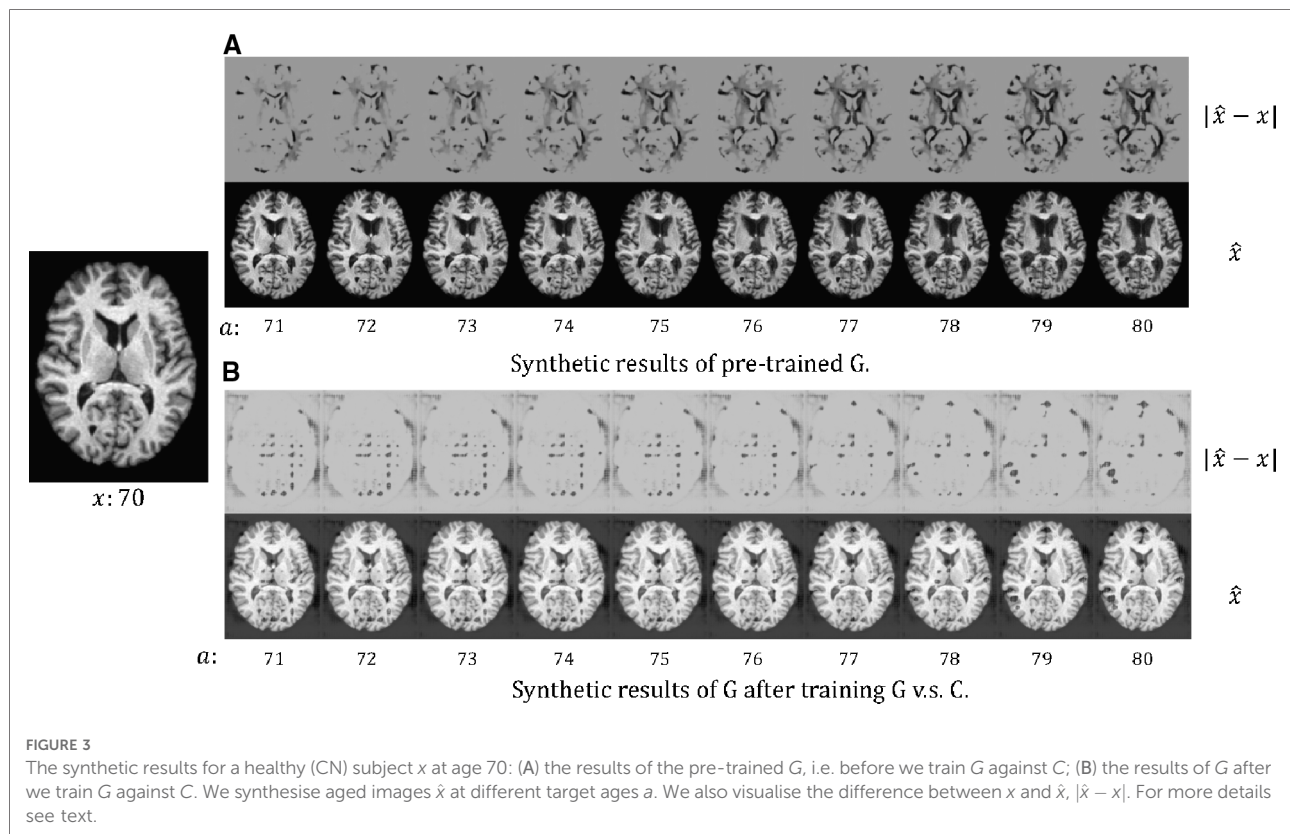 A
|x̂ − x|
x̂
a: 71 72 73 74 75 76 77 78 79 80
Synthetic results of pre-trained G.
x: 70
B
|x̂ − x|
x̂
a: 71 72 73 74 75 76 77 78 79 80
Synthetic results of G after training G v.s. C.
FIGURE 3
The synthetic results for a healthy (CN) subject x at age 70: (A) the results of the pre-trained G, i.e. before we train G against C; (B) the results of G after
we train G against C. We synthesise aged images x̂ at different target ages a. We also visualise the difference between x and x̂, |x̂ − x|. For more details
see text.